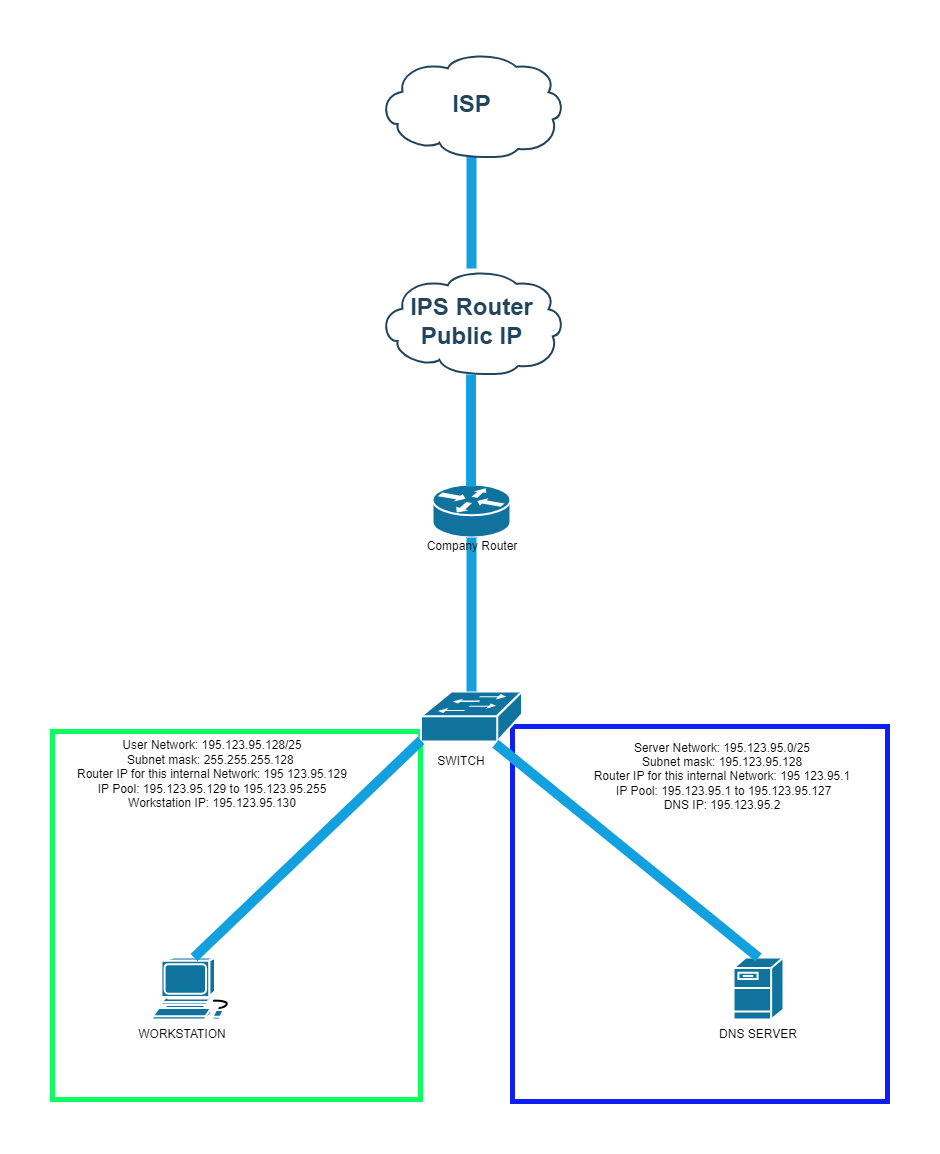 ISP
IPS Router
Public IP
Company Router
SWITCH
User Network: 195.123.95.128/25
Subnet mask: 255.255.255.128
Router IP for this internal Network: 195 123.95.129
IP Pool: 195.123.95.129 to 195.123.95.255
Workstation IP: 195.123.95.130
Server Network: 195.123.95.0/25
Subnet mask: 195.123.95.128
Router IP for this internal Network: 195 123.95.1
IP Pool: 195.123.95.1 to 195.123.95.127
DNS IP: 195.123.95.2
WORKSTATION
DNS SERVER